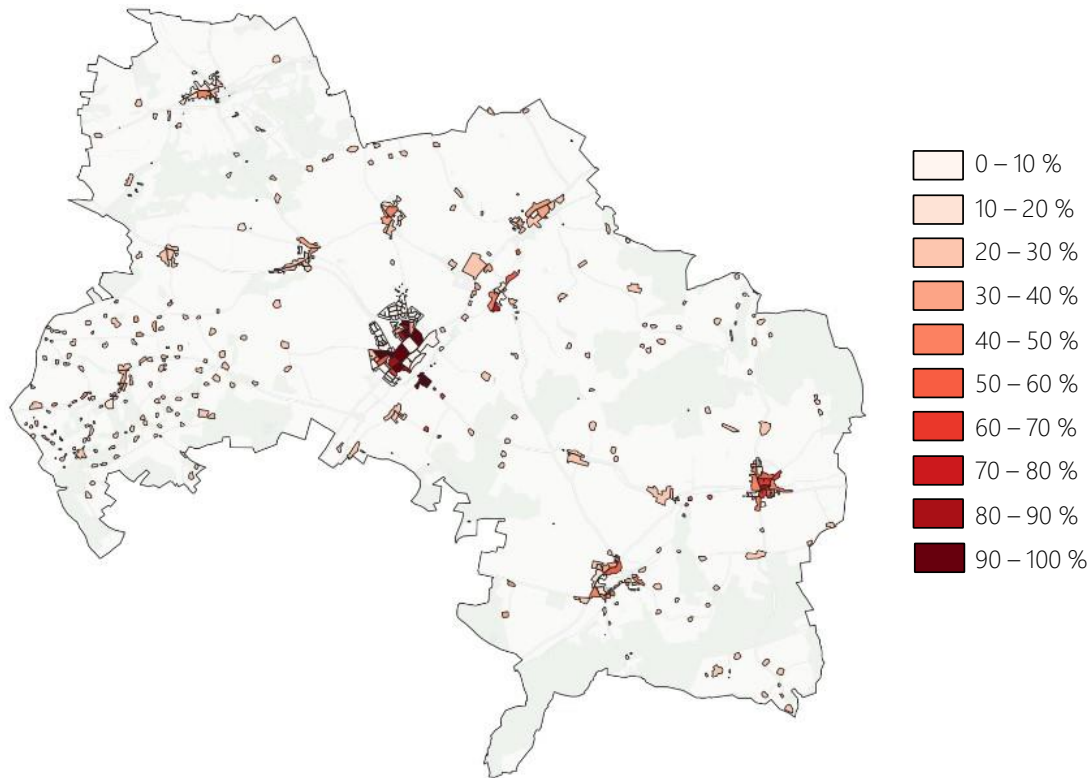 0 – 10 %
10 – 20 %
20 – 30 %
30 – 40 %
40 – 50 %
50 – 60 %
60 – 70 %
70 – 80 %
80 – 90 %
90 – 100 %